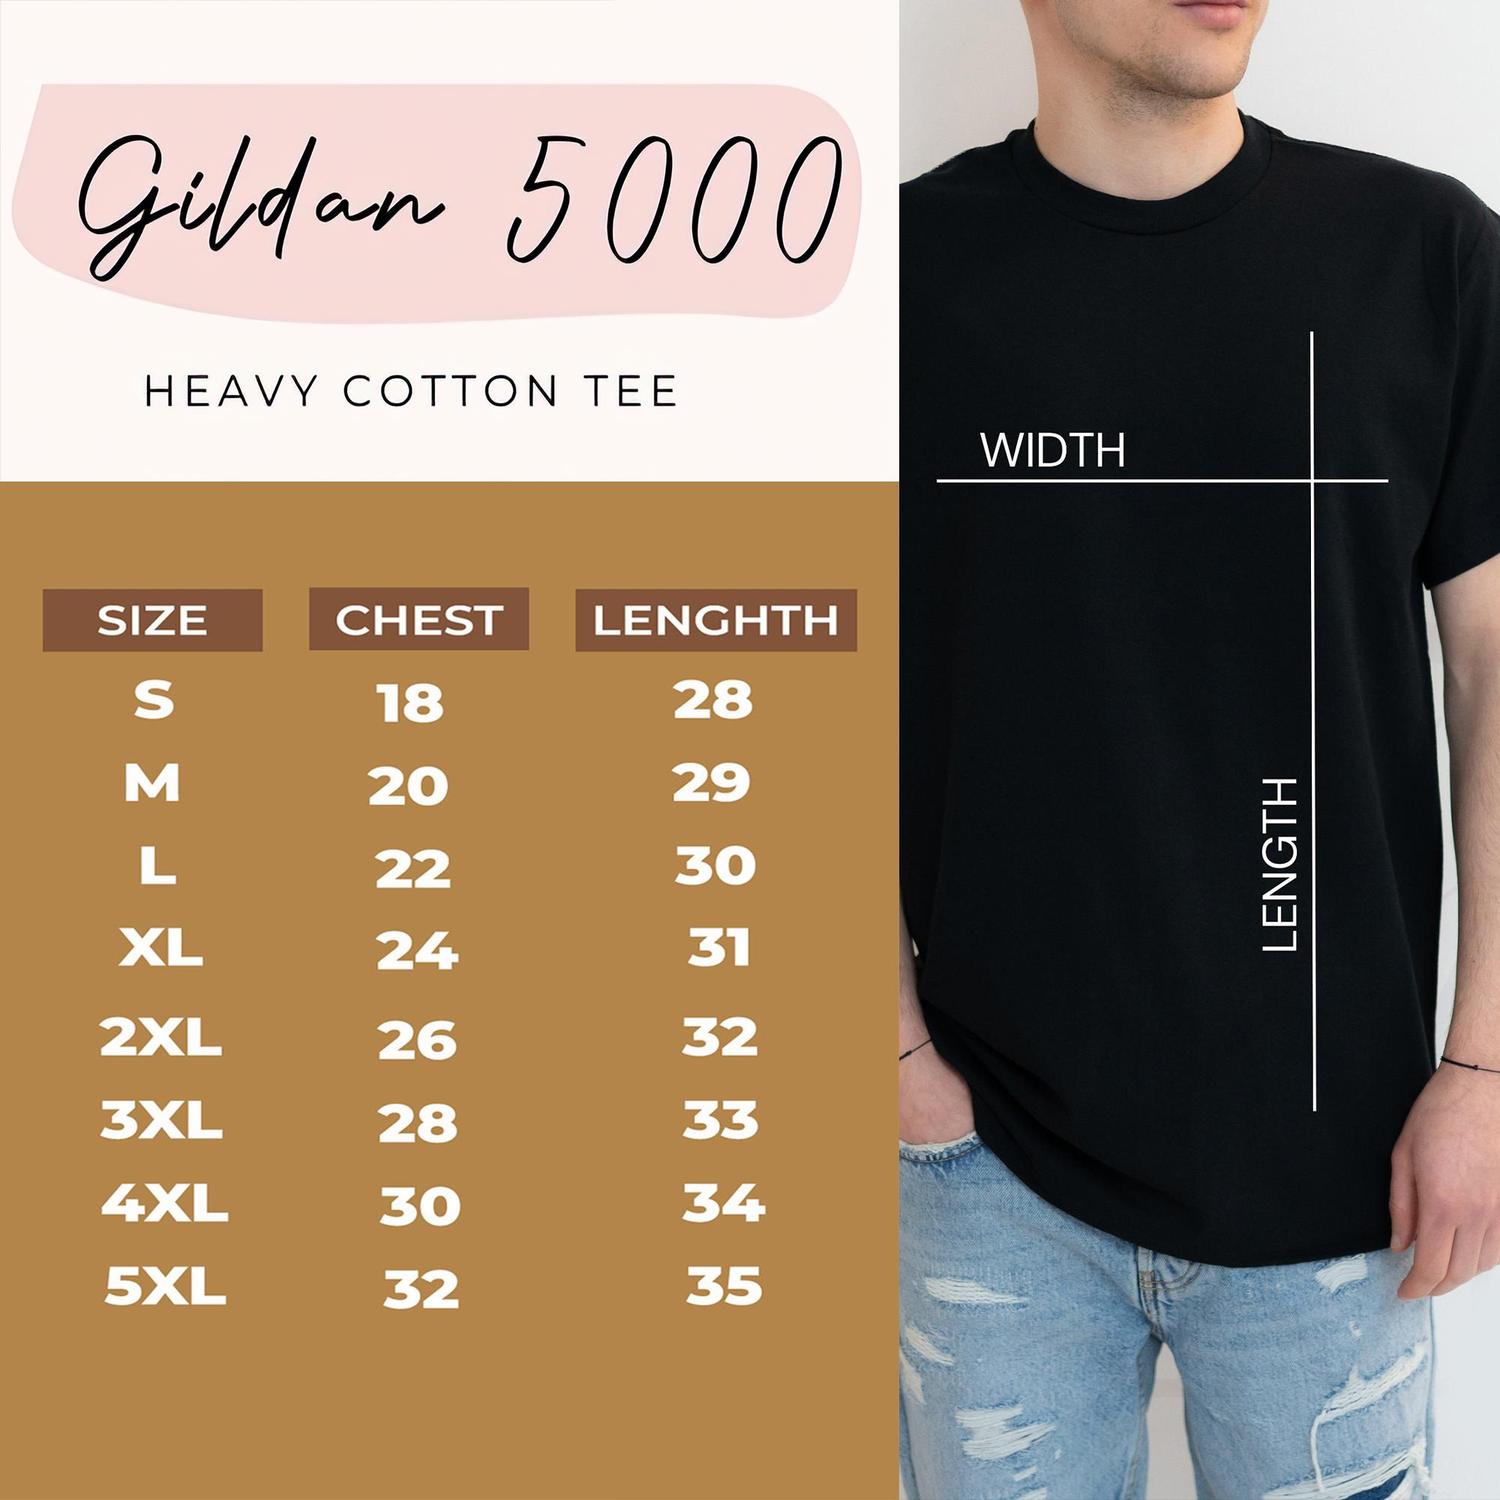 Gildan 5000
HEAVY COTTON TEE
SIZE CHEST LENGHTH
S 18 28
M 20 29
L 22 30
XL 24 31
2XL 26 32
3XL 28 33
4XL 30 34
5XL 32 35
WIDTH
LENGTH